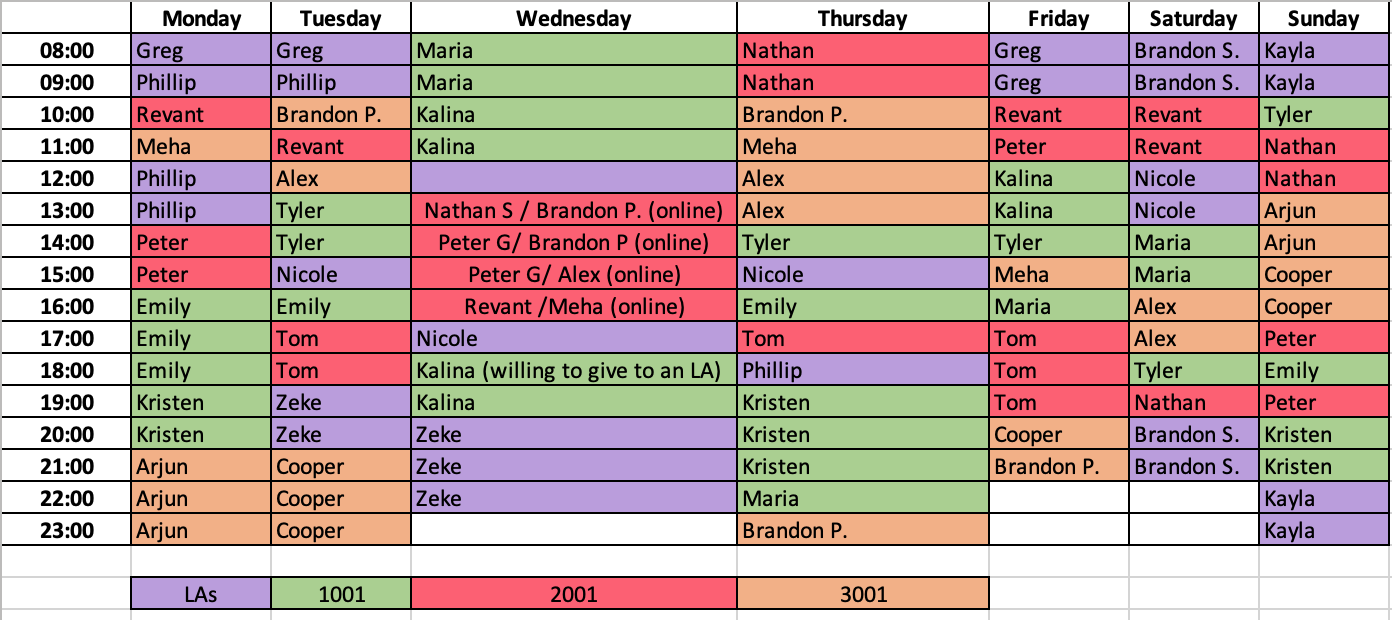 Monday Tuesday Wednesday Thursday Friday Saturday Sunday
08:00 Greg Greg Maria Nathan Greg Brandon S. Kayla
09:00 Phillip Phillip Maria Nathan Greg Brandon S. Kayla
10:00 Revant Brandon P. Kalina Brandon P. Revant Revant Tyler
11:00 Meha Revant Kalina Meha Peter Revant Nathan
12:00 Phillip Alex Alex Kalina Nicole Nathan
13:00 Phillip Tyler Nathan S / Brandon P. (online) Alex Kalina Nicole Arjun
14:00 Peter Tyler Peter G/ Brandon P (online) Tyler Tyler Maria Arjun
15:00 Peter Nicole Peter G/ Alex (online) Nicole Meha Maria Cooper
16:00 Emily Emily Revant /Meha (online) Emily Maria Alex Cooper
17:00 Emily Tom Nicole Tom Tom Alex Peter
18:00 Emily Tom Kalina (willing to give to an LA) Phillip Tom Tyler Emily
19:00 Kristen Zeke Kalina Kristen Tom Nathan Peter
20:00 Kristen Zeke Zeke Kristen Cooper Brandon S. Kristen
21:00 Arjun Cooper Zeke Kristen Brandon P. Brandon S. Kristen
22:00 Arjun Cooper Zeke Maria Kayla
23:00 Arjun Cooper Brandon P. Kayla
LAs 1001 2001 3001